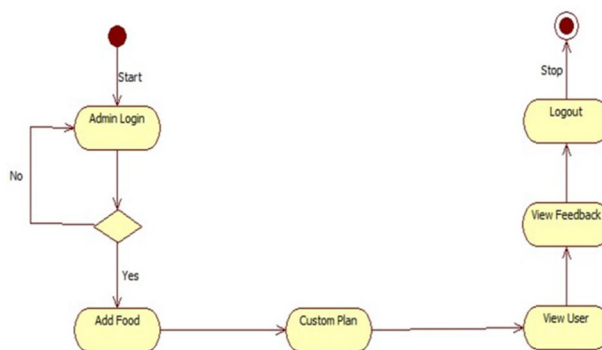 Start
Admin Login
No
Yes
Add Food
Custom Plan
View User
View Feedback
Logout
Stop